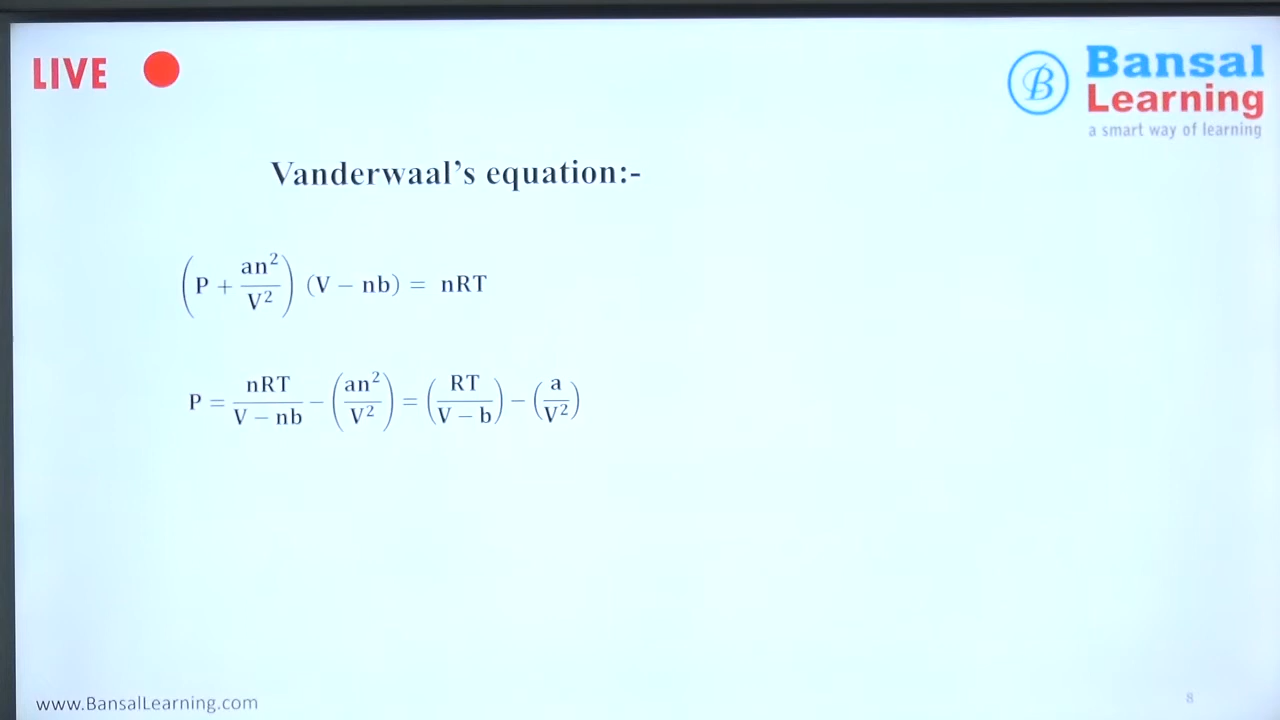 LIVE
B Bansal
Learning
a smart way of learning
Vanderwaal’s equation:-
(P + an²/V²) (V − nb) = nRT
P = nRT/(V − nb) − (an²/V²) = (RT/(V − b)) − (a/V²)
www.BansalLearning.com
8